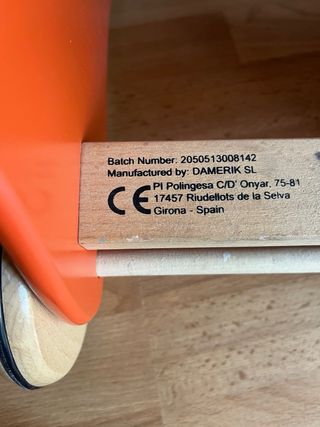 Batch Number: 2050513008142
Manufactured by: DAMERIK SL
CE PI Polingesa C/D' Onyar, 75-81
17457 Riudellots de la Selva
Girona - Spain